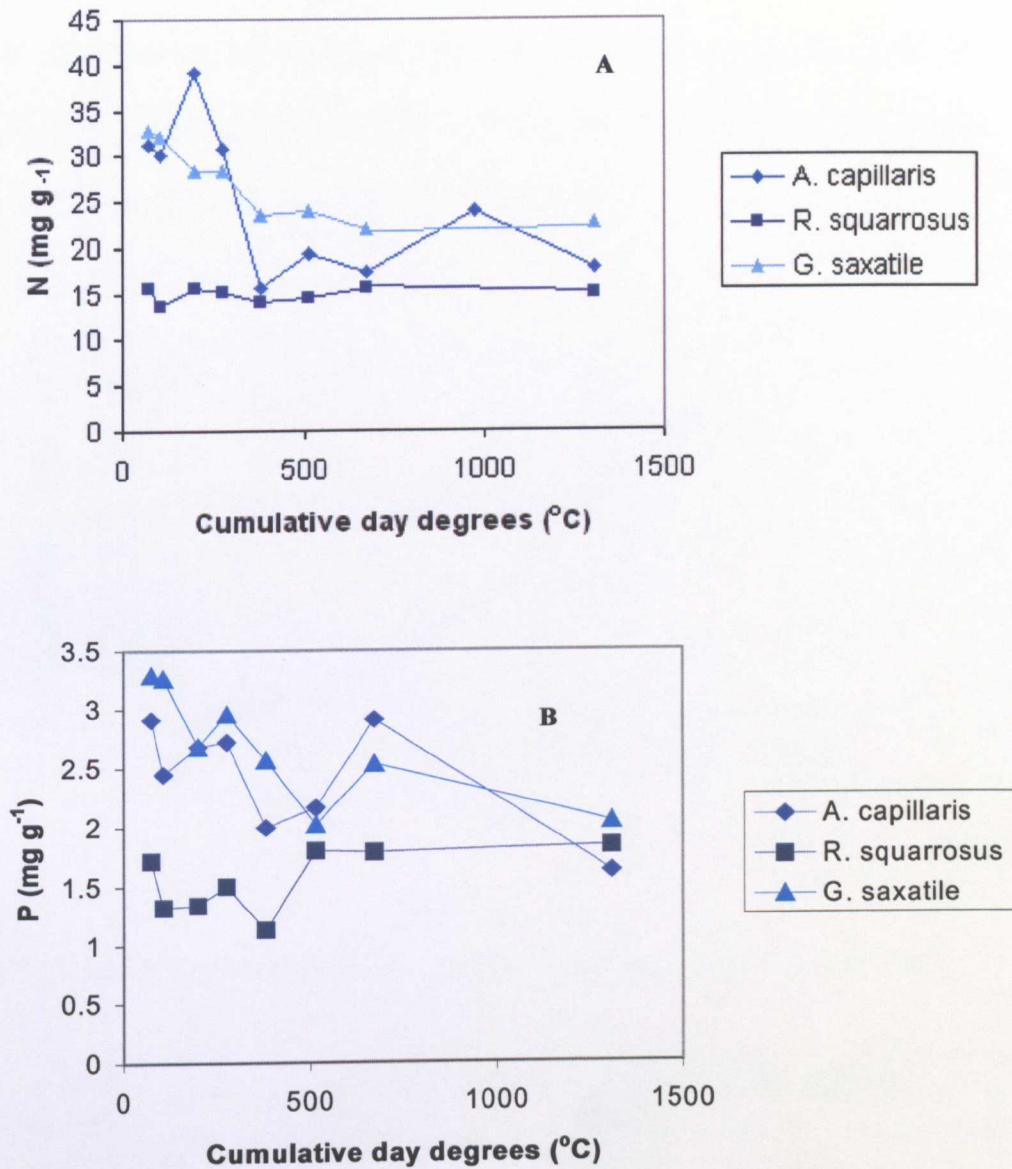 45
40
35
30
25
20
15
10
5
0
N (mg g-1)
A
0 500 1000 1500
Cumulative day degrees (°C)
A. capillaris
R. squarrosus
G. saxatile
3.5
3
2.5
2
1.5
1
0.5
0
P (mg g-1)
B
0 500 1000 1500
Cumulative day degrees (°C)
A. capillaris
R. squarrosus
G. saxatile